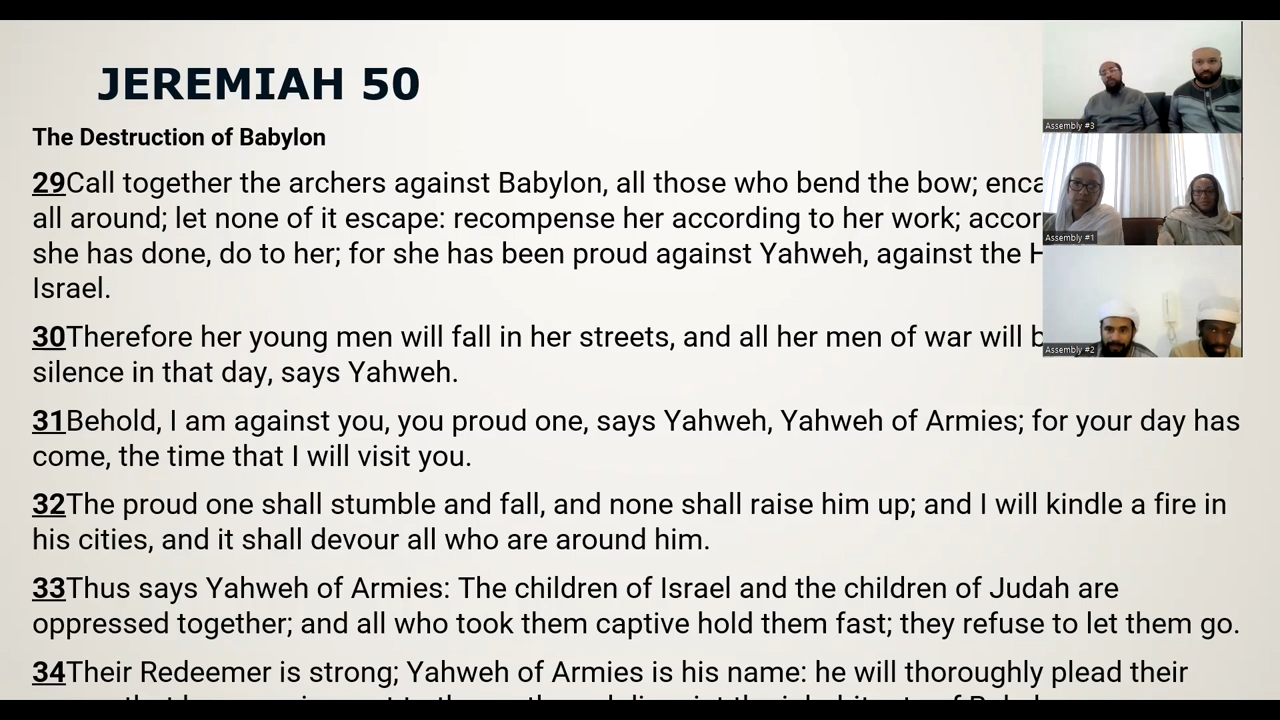 JEREMIAH 50
The Destruction of Babylon
29Call together the archers against Babylon, all those who bend the bow;
all around; let none of it escape: recompense her according to her work;
she has done, do to her; for she has been proud against Yahweh, against the
Israel.
30Therefore her young men will fall in her streets, and all her men of war will
silence in that day, says Yahweh.
31Behold, I am against you, you proud one, says Yahweh, Yahweh of Armies; for your day has
come, the time that I will visit you.
32The proud one shall stumble and fall, and none shall raise him up; and I will kindle a fire in
his cities, and it shall devour all who are around him.
33Thus says Yahweh of Armies: The children of Israel and the children of Judah are
oppressed together; and all who took them captive hold them fast; they refuse to let them go.
34Their Redeemer is strong; Yahweh of Armies is his name: he will thoroughly plead their
Assembly #3
Assembly #1
Assembly #2